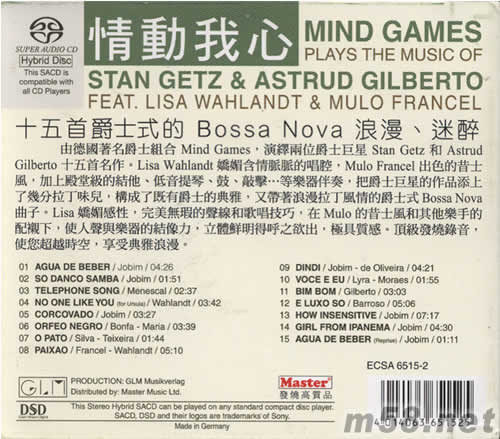 SUPER AUDIO CD
Hybrid Disc
This SACD is
compatible with
all CD Players
情動我心
MIND GAMES
PLAYS THE MUSIC OF
STAN GETZ & ASTRUD GILBERTO
FEAT. LISA WAHLANDT & MULO FRANCEL
十五首爵士式的 Bossa Nova 浪漫、迷醉
由德國著名爵士組合 Mind Games，演繹兩位爵士巨星 Stan Getz 和 Astrud
Gilberto 十五首名作。Lisa Wahlandt 嬌媚含情脈脈的唱腔，Mulo Francel 出色的昔士
風，加上殿堂級的結他、低音提琴、鼓、敲擊…等樂器伴奏，把爵士巨星的作品添上
了幾分拉丁味兒，構成了既有爵士的典雅，又帶著浪漫拉丁風情的爵士式 Bossa Nova
曲子。Lisa 嬌媚感性，完美無瑕的聲線和歌唱技巧，在 Mulo 的昔士風和其他樂手的
配襯下，使人聲與樂器的結像力，立體鮮明得呼之欲出，極具質感。頂級發燒錄音，
使您超越時空，享受典雅浪漫。
01 AGUA DE BEBER / Jobim / 04:26
02 SO DANCO SAMBA / Jobim / 01:51
03 TELEPHONE SONG / Menescal / 02:37
04 NO ONE LIKE YOU (for Ursula) / Wahlandt / 03:42
05 CORCOVADO / Jobim / 05:27
06 ORFEO NEGRO / Bonfa - Maria / 03:39
07 O PATO / Silva - Teixeira / 01:44
08 PAIXAO / Francel - Wahlandt / 05:10
09 DINDI / Jobim - de Oliveira / 04:21
10 VOCE E EU / Lyra - Moraes / 01:55
11 BIM BOM / Gilberto / 03:03
12 E LUXO SO / Barroso / 05:06
13 HOW INSENSITIVE / Jobim / 07:17
14 GIRL FROM IPANEMA / Jobim / 04:30
15 AGUA DE BEBER (Reprise) / Jobim / 01:11
GLM
PRODUCTION: GLM Musikverlag
Distributed by: Master Music Ltd.
Master
發燒高質品
ECSA 6515-2
DSD
This Stereo Hybrid SACD can be played on any standard compact disc player.
SACD, DSD and their logos are trademarks of Sony.
Made in Germany
4 014063 651525
m58.net